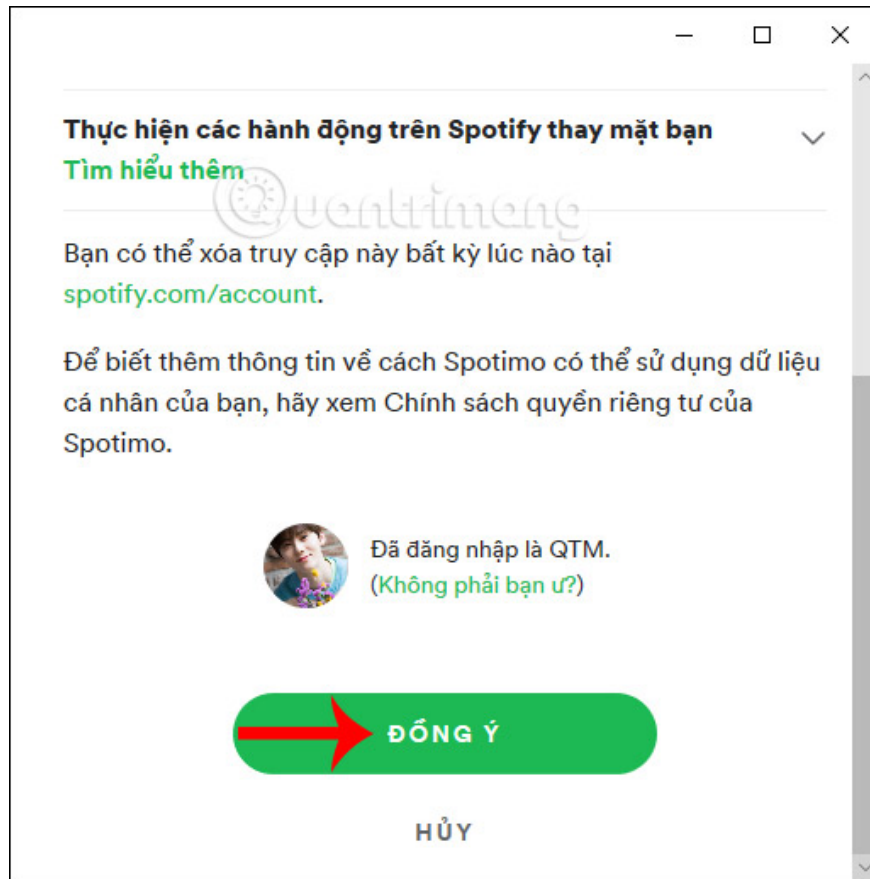 Thực hiện các hành động trên Spotify thay mặt bạn
Tìm hiểu thêm
Quantrimang
Bạn có thể xóa truy cập này bất kỳ lúc nào tại
spotify.com/account.
Để biết thêm thông tin về cách Spotimo có thể sử dụng dữ liệu
cá nhân của bạn, hãy xem Chính sách quyền riêng tư của
Spotimo.
Đã đăng nhập là QTM.
(Không phải bạn ư?)
ĐỒNG Ý
HỦY